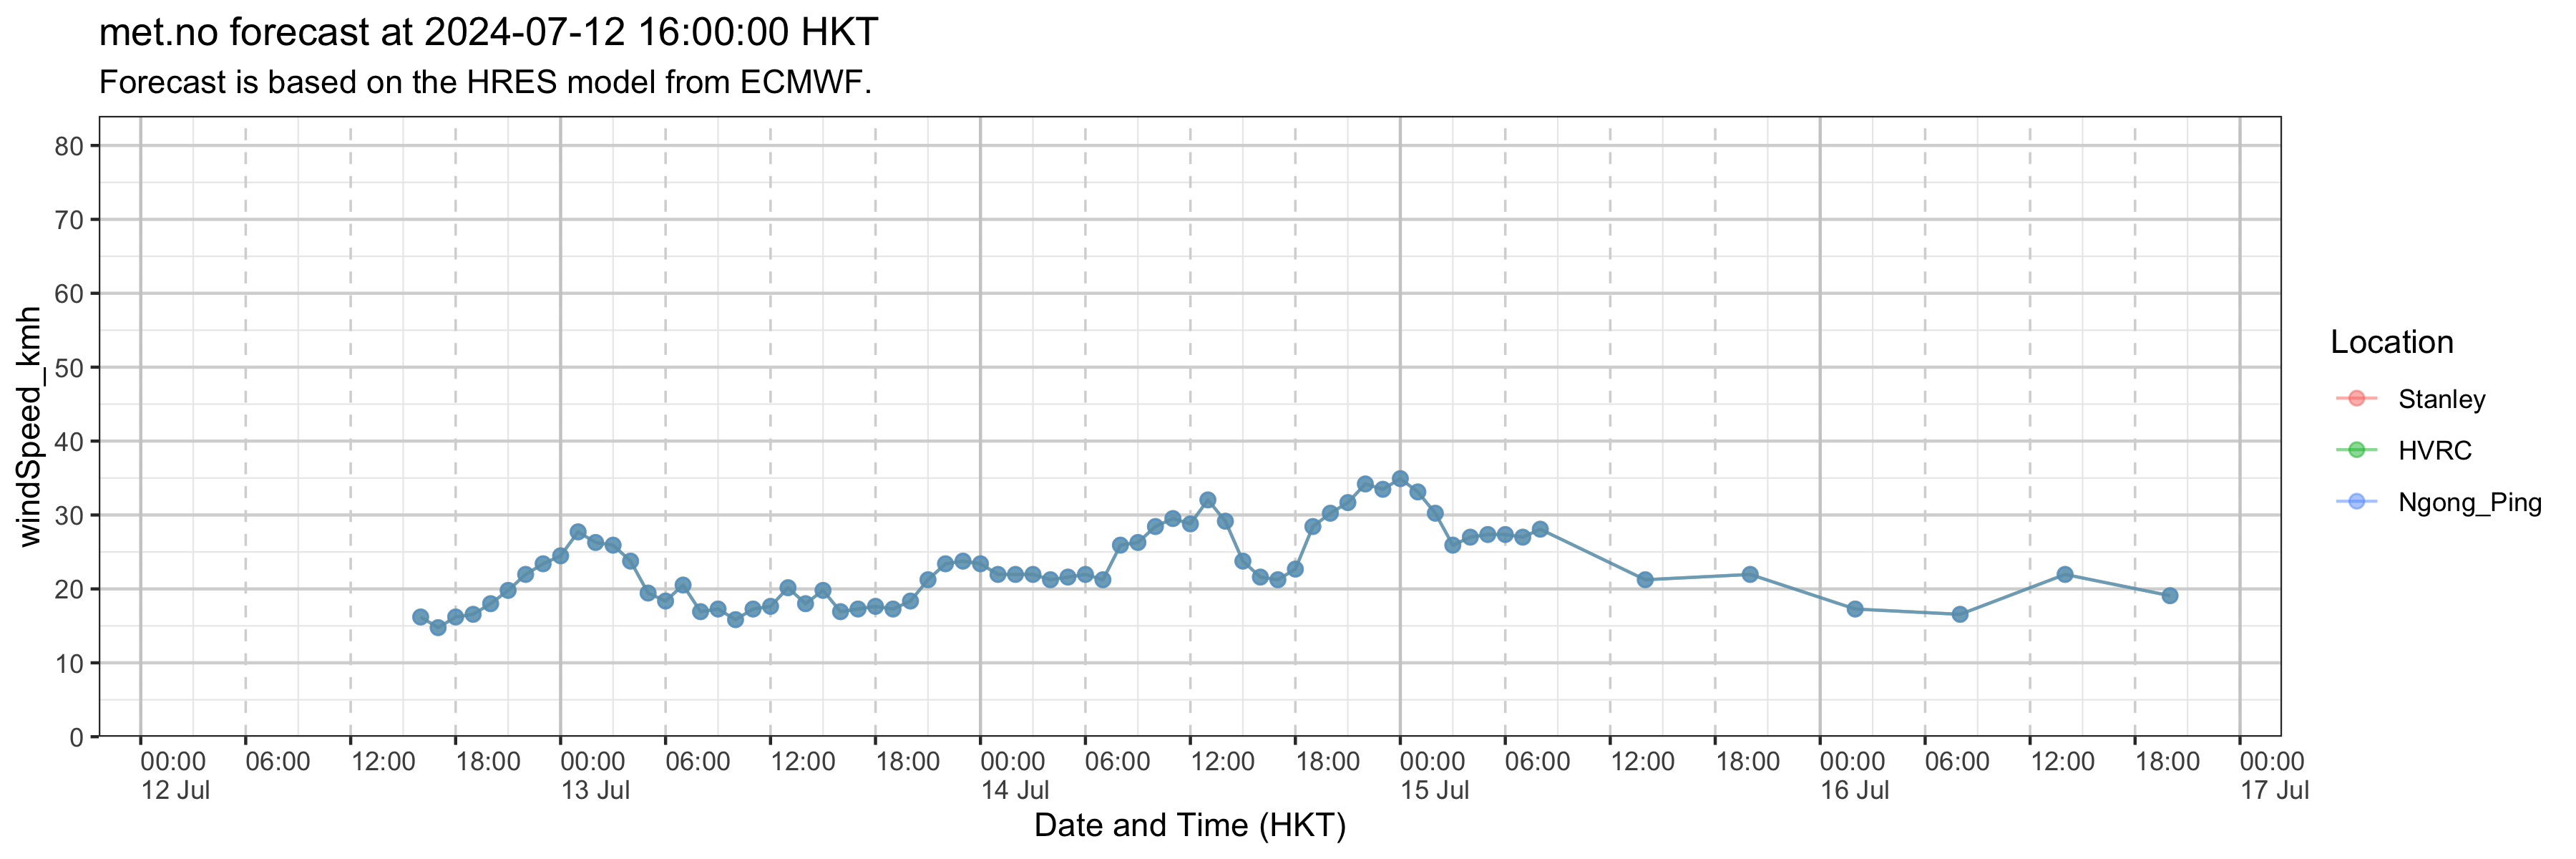 met.no forecast at 2024-07-12 16:00:00 HKT
Forecast is based on the HRES model from ECMWF.
windSpeed_kmh
80
70
60
50
40
30
20
10
0
00:00 06:00 12:00 18:00 00:00 06:00 12:00 18:00 00:00 06:00 12:00 18:00 00:00 06:00 12:00 18:00 00:00 06:00 12:00 18:00 00:00
12 Jul 13 Jul 14 Jul 15 Jul 16 Jul 17 Jul
Date and Time (HKT)
Location
Stanley
HVRC
Ngong_Ping